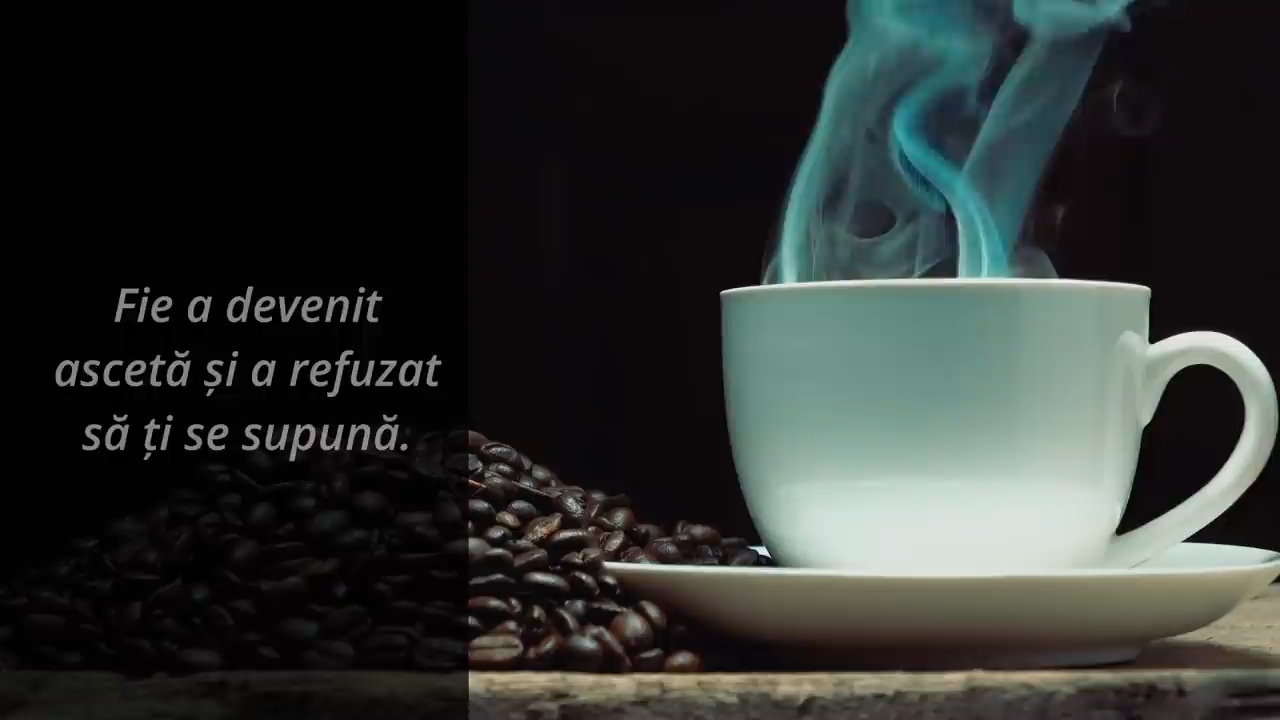 Fie a devenit
ascetă și a refuzat
să ți se supună.